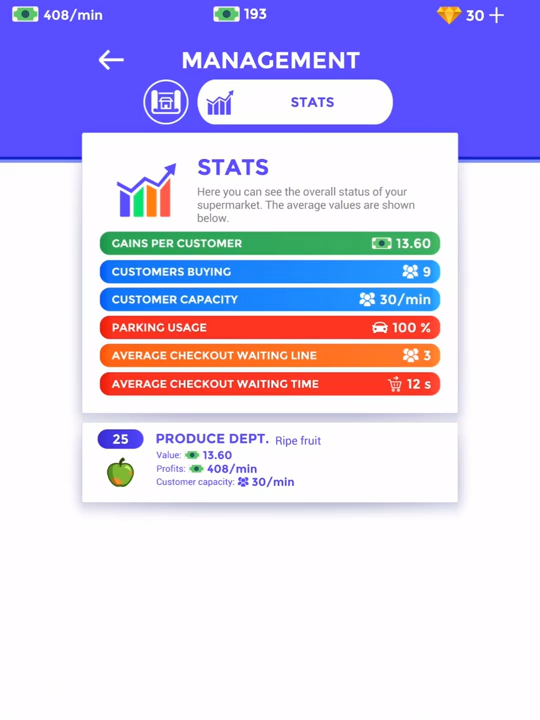 408/min
193
30 +
MANAGEMENT
STATS
STATS
Here you can see the overall status of your
supermarket. The average values are shown
below.
GAINS PER CUSTOMER 13.60
CUSTOMERS BUYING 9
CUSTOMER CAPACITY 30/min
PARKING USAGE 100 %
AVERAGE CHECKOUT WAITING LINE 3
AVERAGE CHECKOUT WAITING TIME 12 s
25 PRODUCE DEPT. Ripe fruit
Value: 13.60
Profits: 408/min
Customer capacity: 30/min